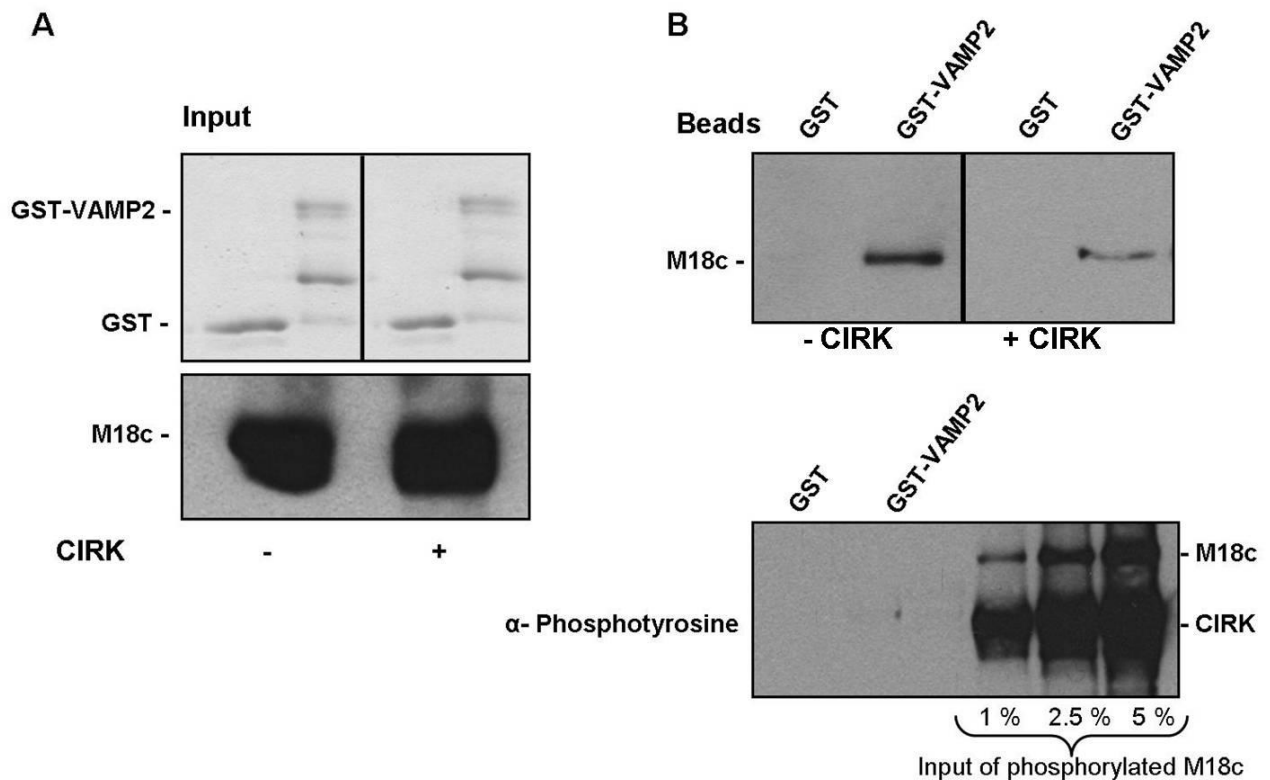 A
Input
GST-VAMP2 -
GST -
M18c -
CIRK - +
B
Beads GST GST-VAMP2 GST GST-VAMP2
M18c -
- CIRK + CIRK
GST GST-VAMP2
α- Phosphotyrosine
- M18c
- CIRK
1 % 2.5 % 5 %
Input of phosphorylated M18c